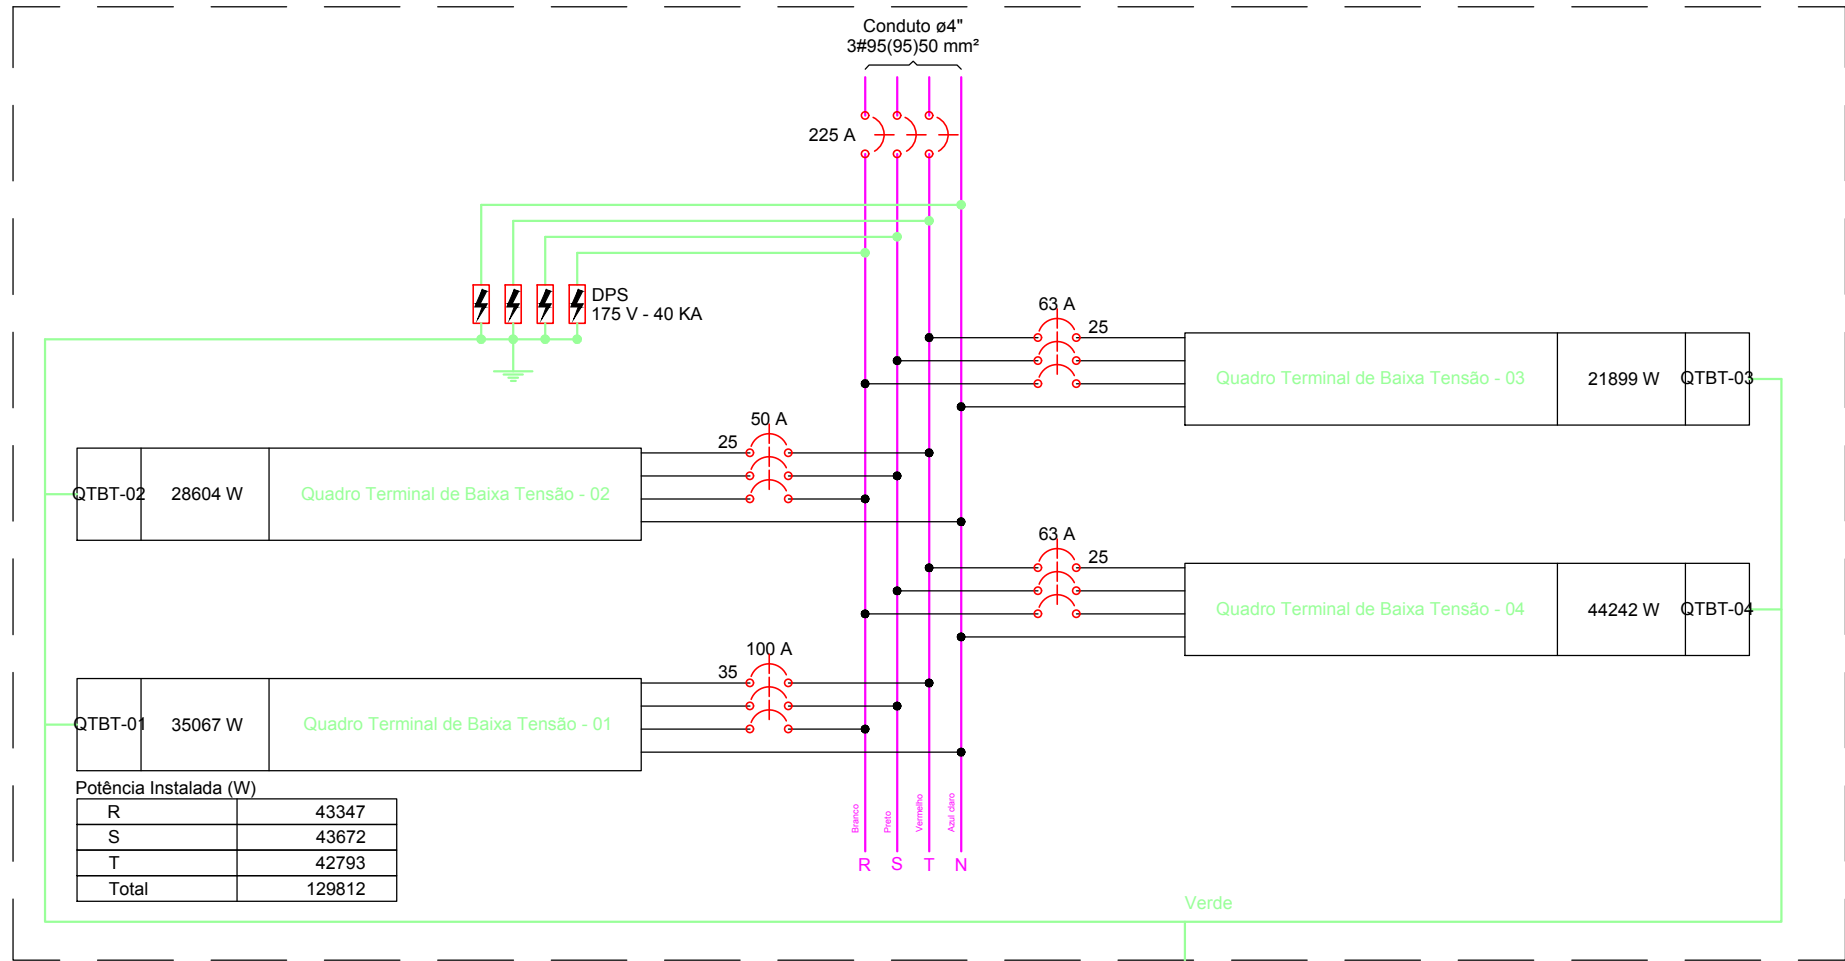 Conduto ø4"
3#95(95)50 mm²
225 A
DPS
175 V - 40 KA
63 A
25
Quadro Terminal de Baixa Tensão - 03
21899 W
QTBT-03
50 A
25
QTBT-02
28604 W
Quadro Terminal de Baixa Tensão - 02
63 A
25
Quadro Terminal de Baixa Tensão - 04
44242 W
QTBT-04
100 A
35
QTBT-01
35067 W
Quadro Terminal de Baixa Tensão - 01
Potência Instalada (W)
R 43347
S 43672
T 42793
Total 129812
Branco
Preto
Vermelho
Azul claro
R S T N
Verde